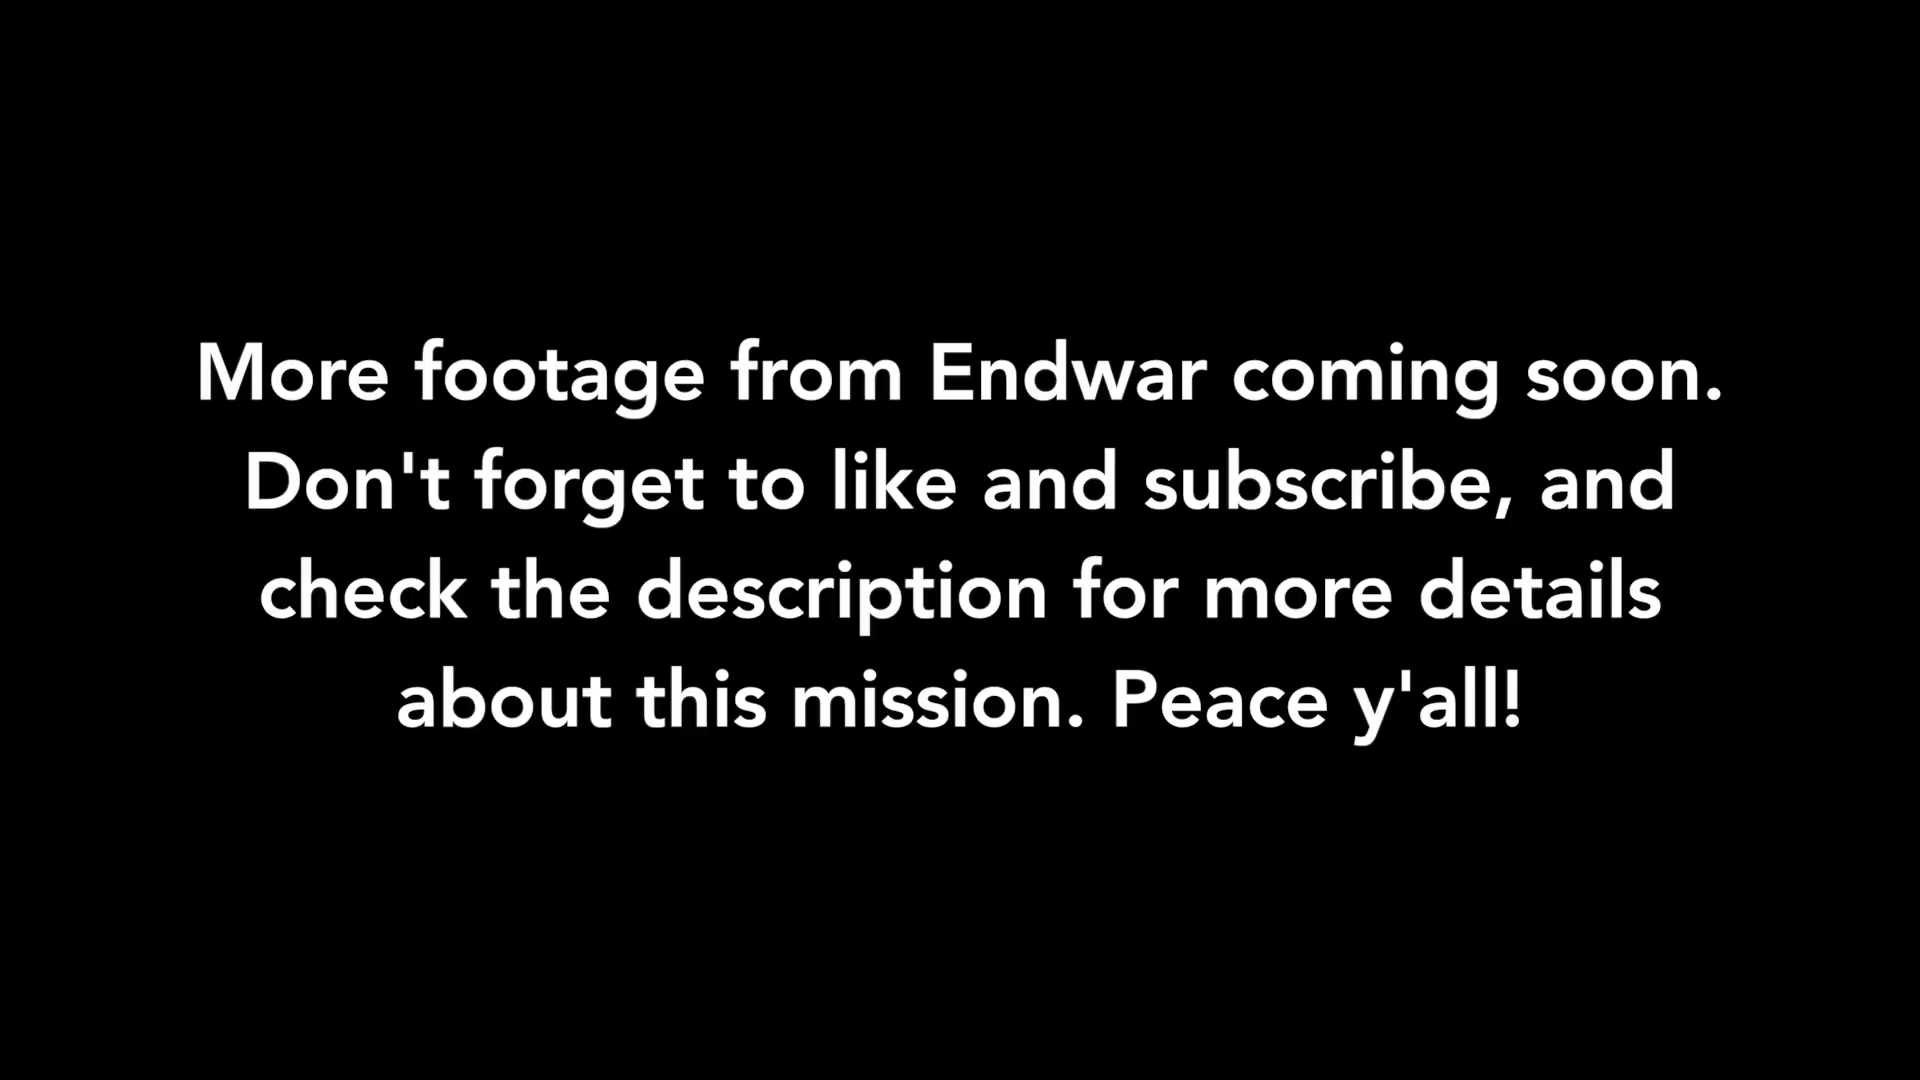 More footage from Endwar coming soon.
Don't forget to like and subscribe, and
check the description for more details
about this mission. Peace y'all!